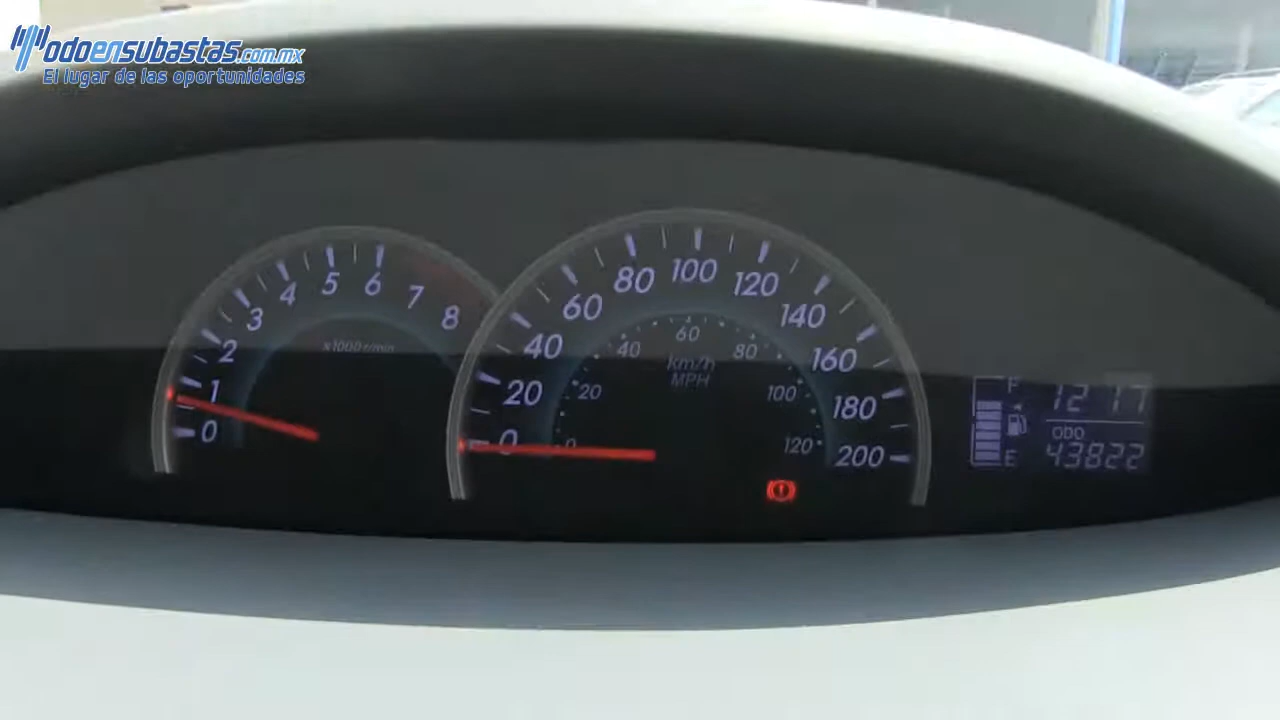 Todoensubastas.com.mx
El lugar de las oportunidades
0 1 2 3 4 5 6 7 8
x1000 r/min
0 20 40 60 80 100 120 140 160 180 200
0 20 40 60 80 100 120
km/h
MPH
F
E
ODO
43822